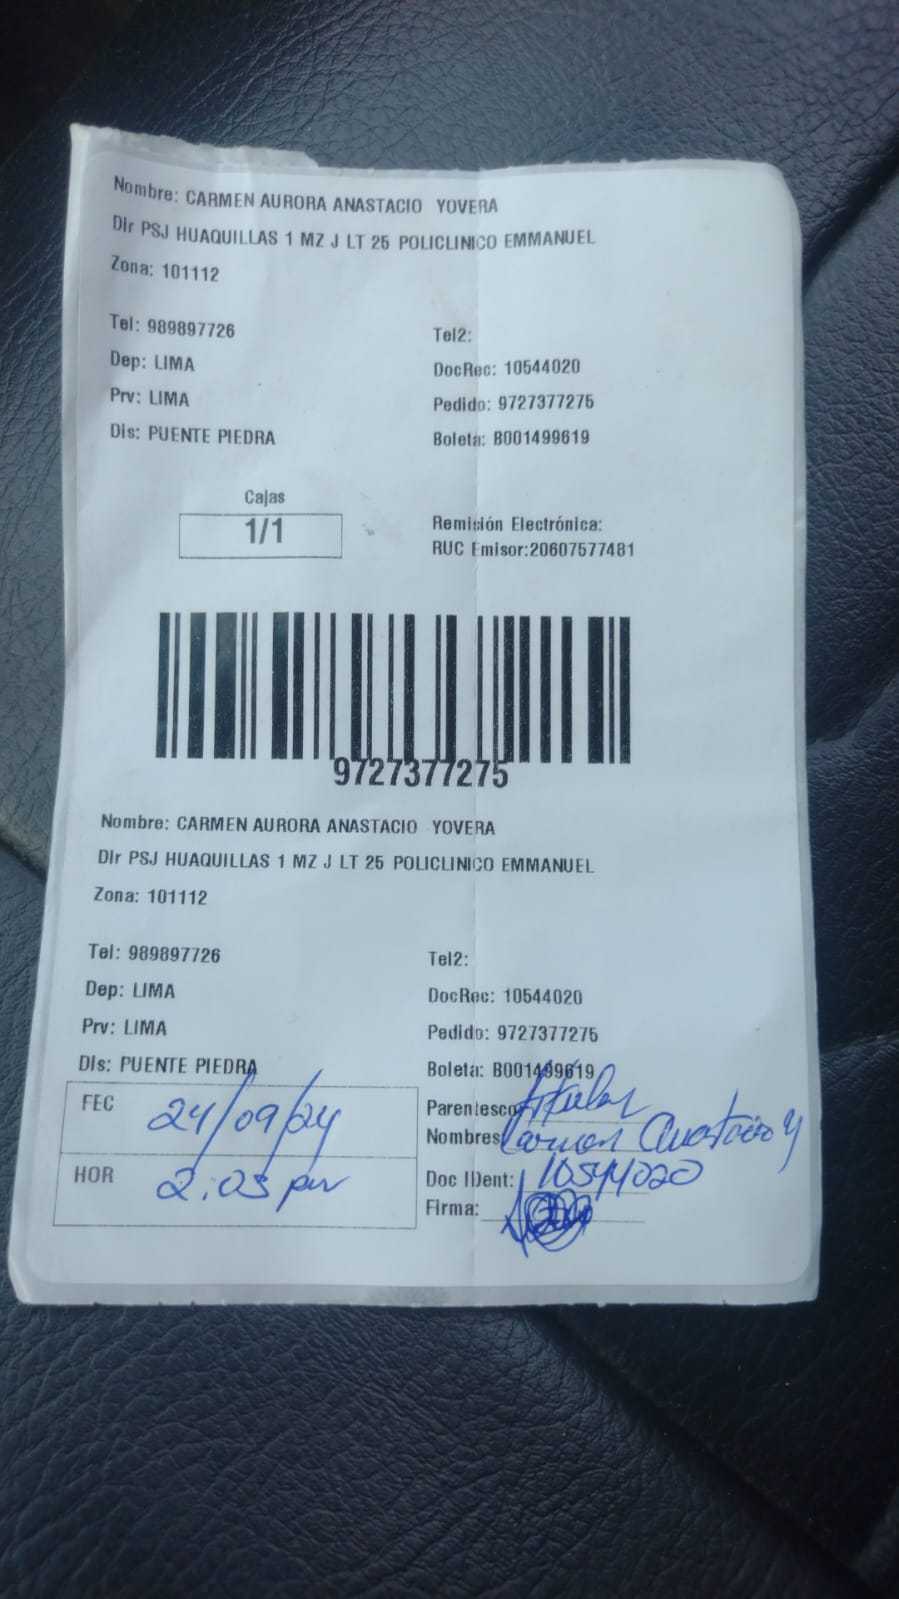 Nombre: CARMEN AURORA ANASTACIO YOVERA
Dir PSJ HUAQUILLAS 1 MZ J LT 25 POLICLINICO EMMANUEL
Zona: 101112
Tel: 989897726 Tel2:
Dep: LIMA DocRec: 10544020
Prv: LIMA Pedido: 9727377275
Dis: PUENTE PIEDRA Boleta: B001499619
Cajas
1/1
Remisión Electrónica:
RUC Emisor:20607577481
9727377275
Nombre: CARMEN AURORA ANASTACIO YOVERA
Dir PSJ HUAQUILLAS 1 MZ J LT 25 POLICLINICO EMMANUEL
Zona: 101112
Tel: 989897726 Tel2:
Dep: LIMA DocRec: 10544020
Prv: LIMA Pedido: 9727377275
Dis: PUENTE PIEDRA Boleta: B001499619
FEC 24/09/24 Parentesco titular
Nombres Carmen Anastacio Y
HOR 2:05 pm Doc IDent: 10544020
Firma: